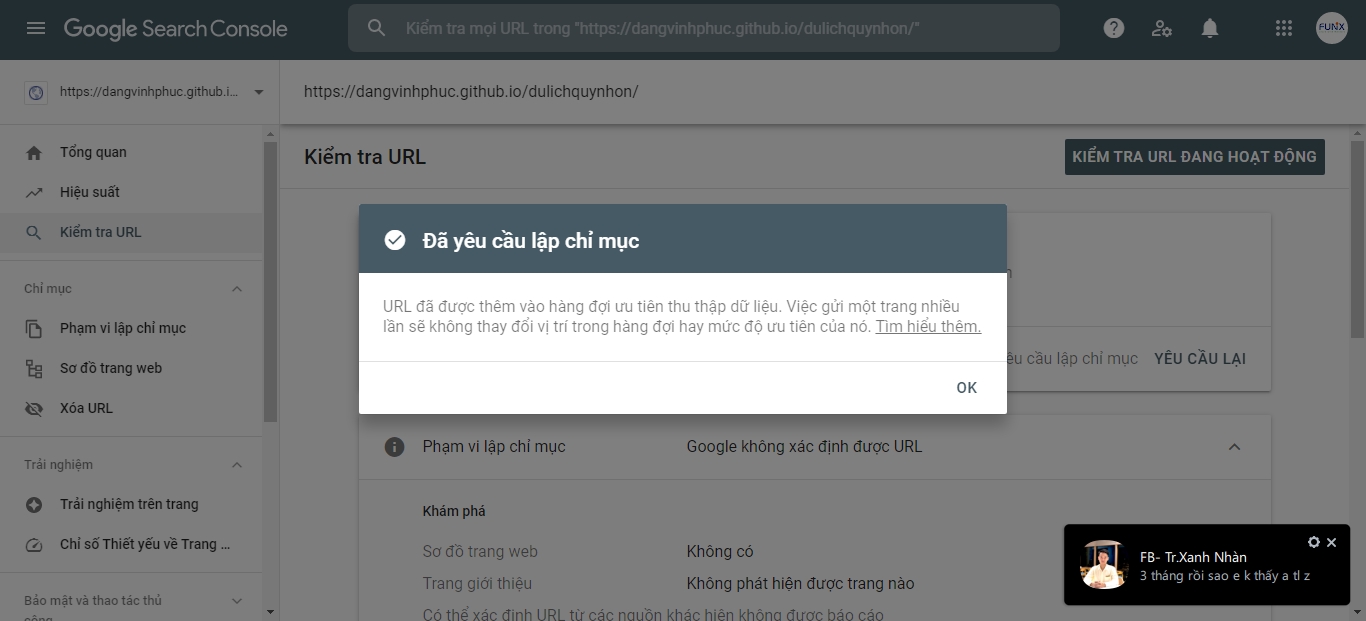 Google Search Console
Kiểm tra mọi URL trong "https://dangvinhphuc.github.io/dulichquynhon/"
FUNiX
https://dangvinhphuc.github.i...
https://dangvinhphuc.github.io/dulichquynhon/
Tổng quan
Hiệu suất
Kiểm tra URL
Chỉ mục
Phạm vi lập chỉ mục
Sơ đồ trang web
Xóa URL
Trải nghiệm
Trải nghiệm trên trang
Chỉ số Thiết yếu về Trang ...
Bảo mật và thao tác thủ
công
Kiểm tra URL
KIỂM TRA URL ĐANG HOẠT ĐỘNG
Đã yêu cầu lập chỉ mục
URL đã được thêm vào hàng đợi ưu tiên thu thập dữ liệu. Việc gửi một trang nhiều
lần sẽ không thay đổi vị trí trong hàng đợi hay mức độ ưu tiên của nó. Tìm hiểu thêm.
OK
êu cầu lập chỉ mục YÊU CẦU LẠI
Phạm vi lập chỉ mục Google không xác định được URL
Khám phá
Sơ đồ trang web Không có
Trang giới thiệu Không phát hiện được trang nào
Có thể xác định URL từ các nguồn khác hiện không được báo cáo
FB- Tr.Xanh Nhàn
3 tháng rồi sao e k thấy a tl z